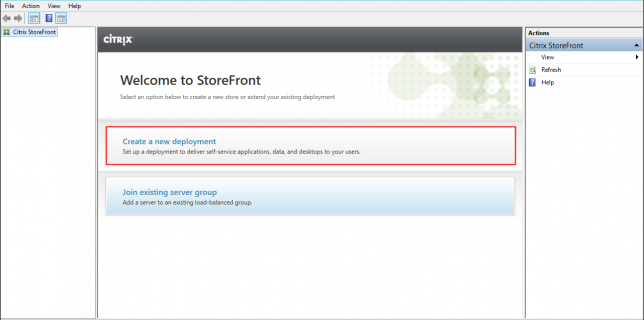 File Action View Help
Citrix StoreFront
CITRIX
Welcome to StoreFront
Select an option below to create a new store or extend your existing deployment
Create a new deployment
Set up a deployment to deliver self-service applications, data, and desktops to your users.
Join existing server group
Add a server to an existing load-balanced group.
Actions
Citrix StoreFront
View
Refresh
Help